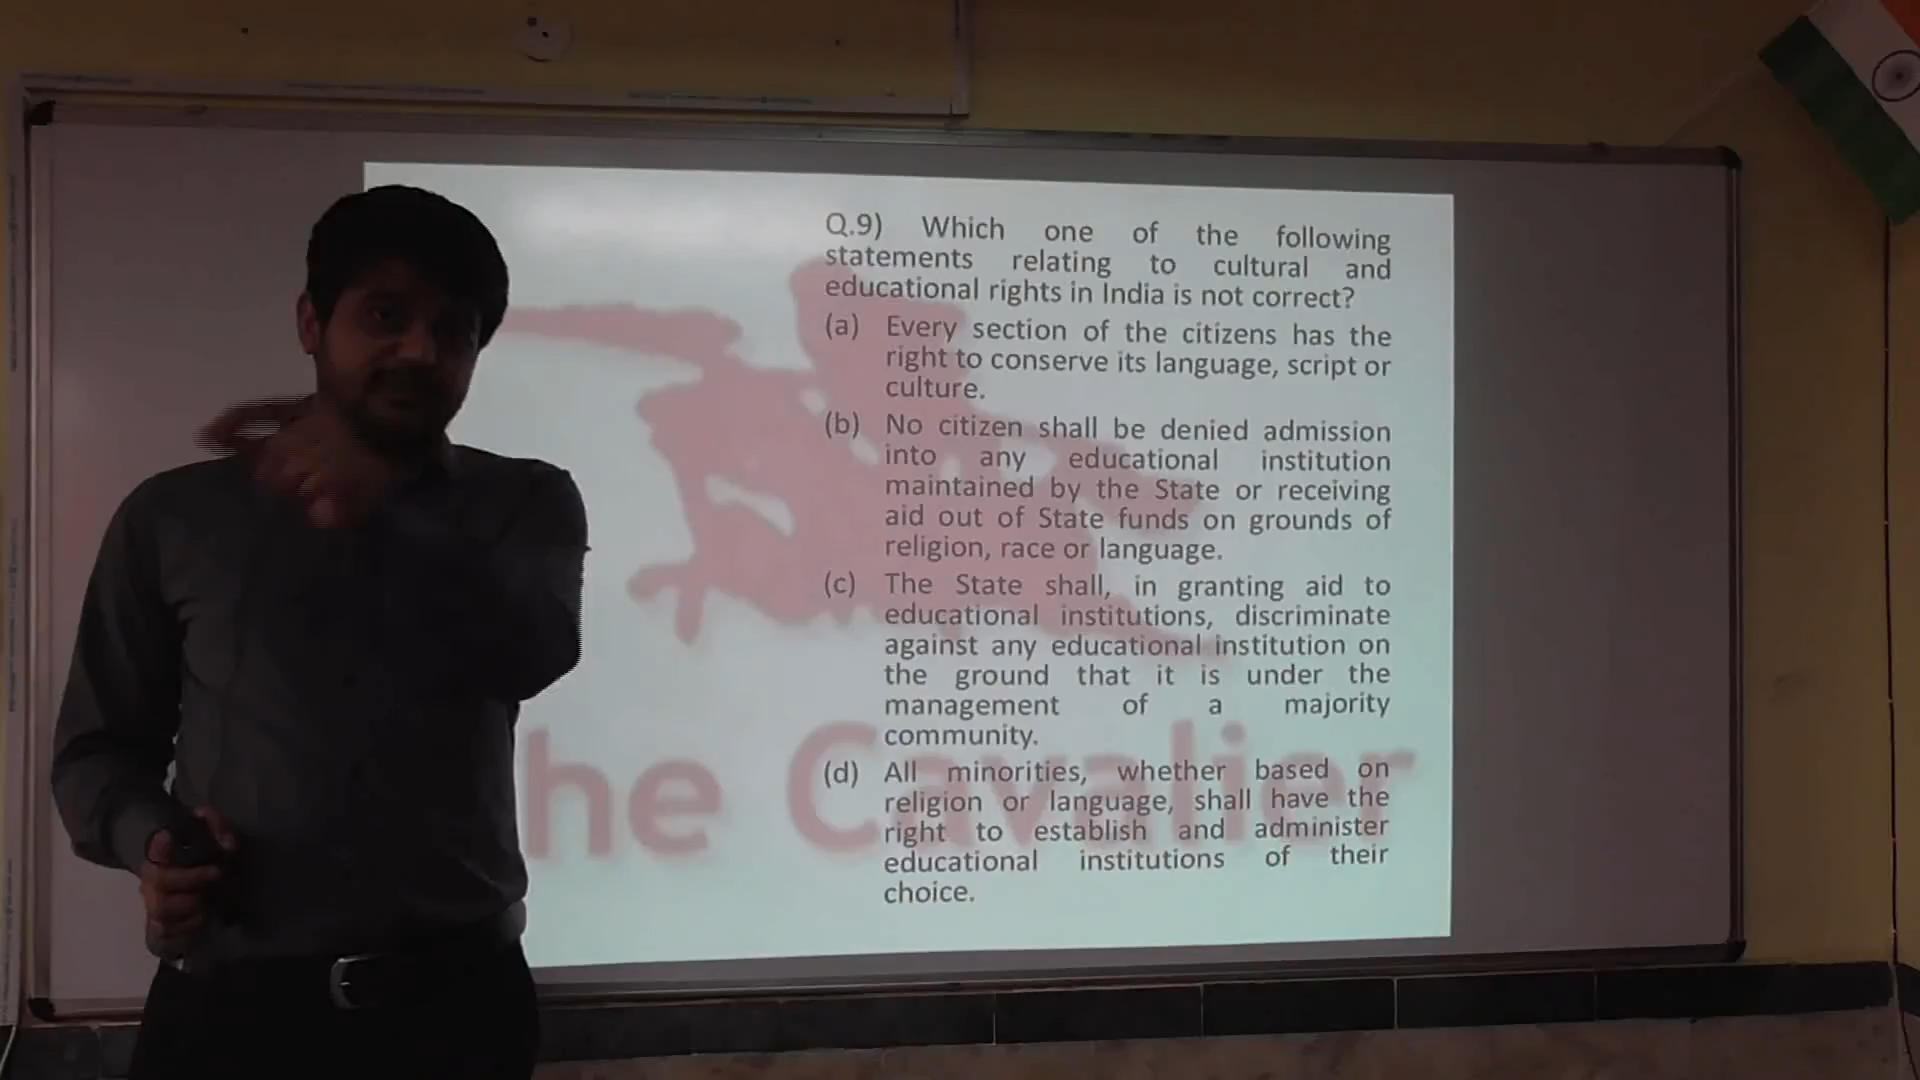 Q.9) Which one of the following
statements relating to cultural and
educational rights in India is not correct?
(a) Every section of the citizens has the
right to conserve its language, script or
culture.
(b) No citizen shall be denied admission
into any educational institution
maintained by the State or receiving
aid out of State funds on grounds of
religion, race or language.
(c) The State shall, in granting aid to
educational institutions, discriminate
against any educational institution on
the ground that it is under the
management of a majority
community.
(d) All minorities, whether based on
religion or language, shall have the
right to establish and administer
educational institutions of their
choice.
he Cavalier